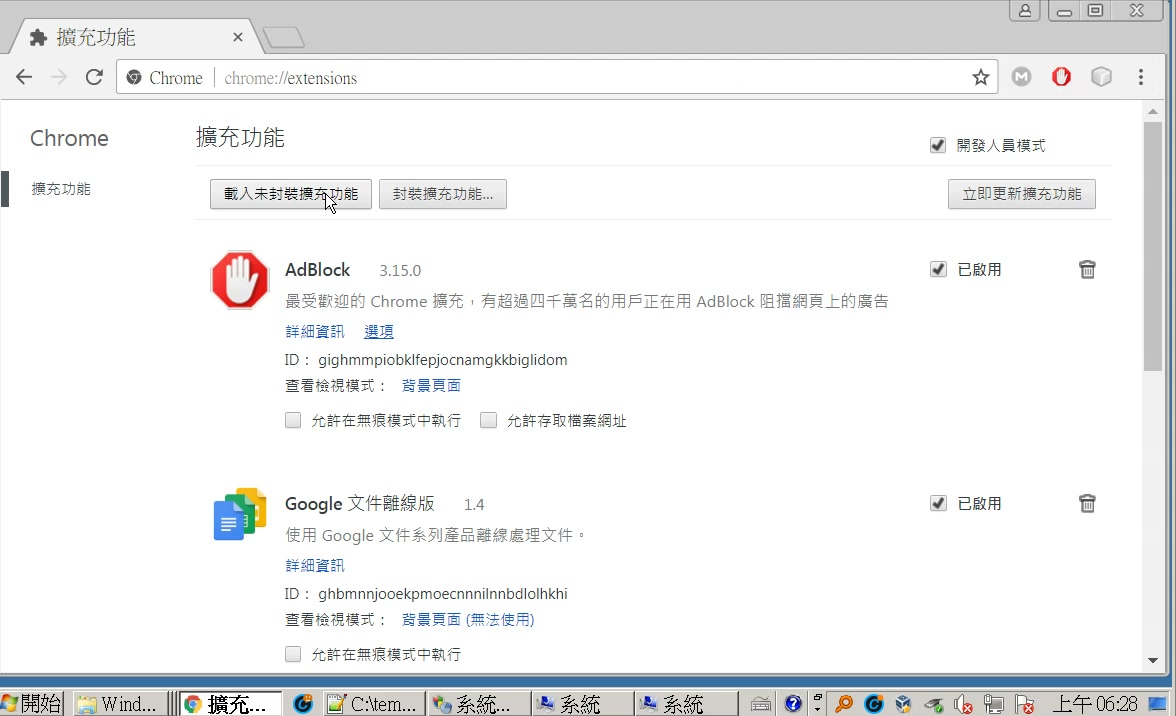 擴充功能
Chrome chrome://extensions
M
Chrome
擴充功能
開發人員模式
擴充功能
載入未封裝擴充功能 封裝擴充功能... 立即更新擴充功能
AdBlock 3.15.0 已啟用
最受歡迎的 Chrome 擴充，有超過四千萬名的用戶正在用 AdBlock 阻擋網頁上的廣告
詳細資訊 選項
ID： gighmmpiobklfepjocnamgkkbiglidom
查看檢視模式： 背景頁面
允許在無痕模式中執行 允許存取檔案網址
Google 文件離線版 1.4 已啟用
使用 Google 文件系列產品離線處理文件。
詳細資訊
ID： ghbmnnjooekpmoecnnnilnnbdlolhkhi
查看檢視模式： 背景頁面 (無法使用)
允許在無痕模式中執行
開始 Wind... 擴充... C:\tem... 系統... 系統 系統 上午 06:28